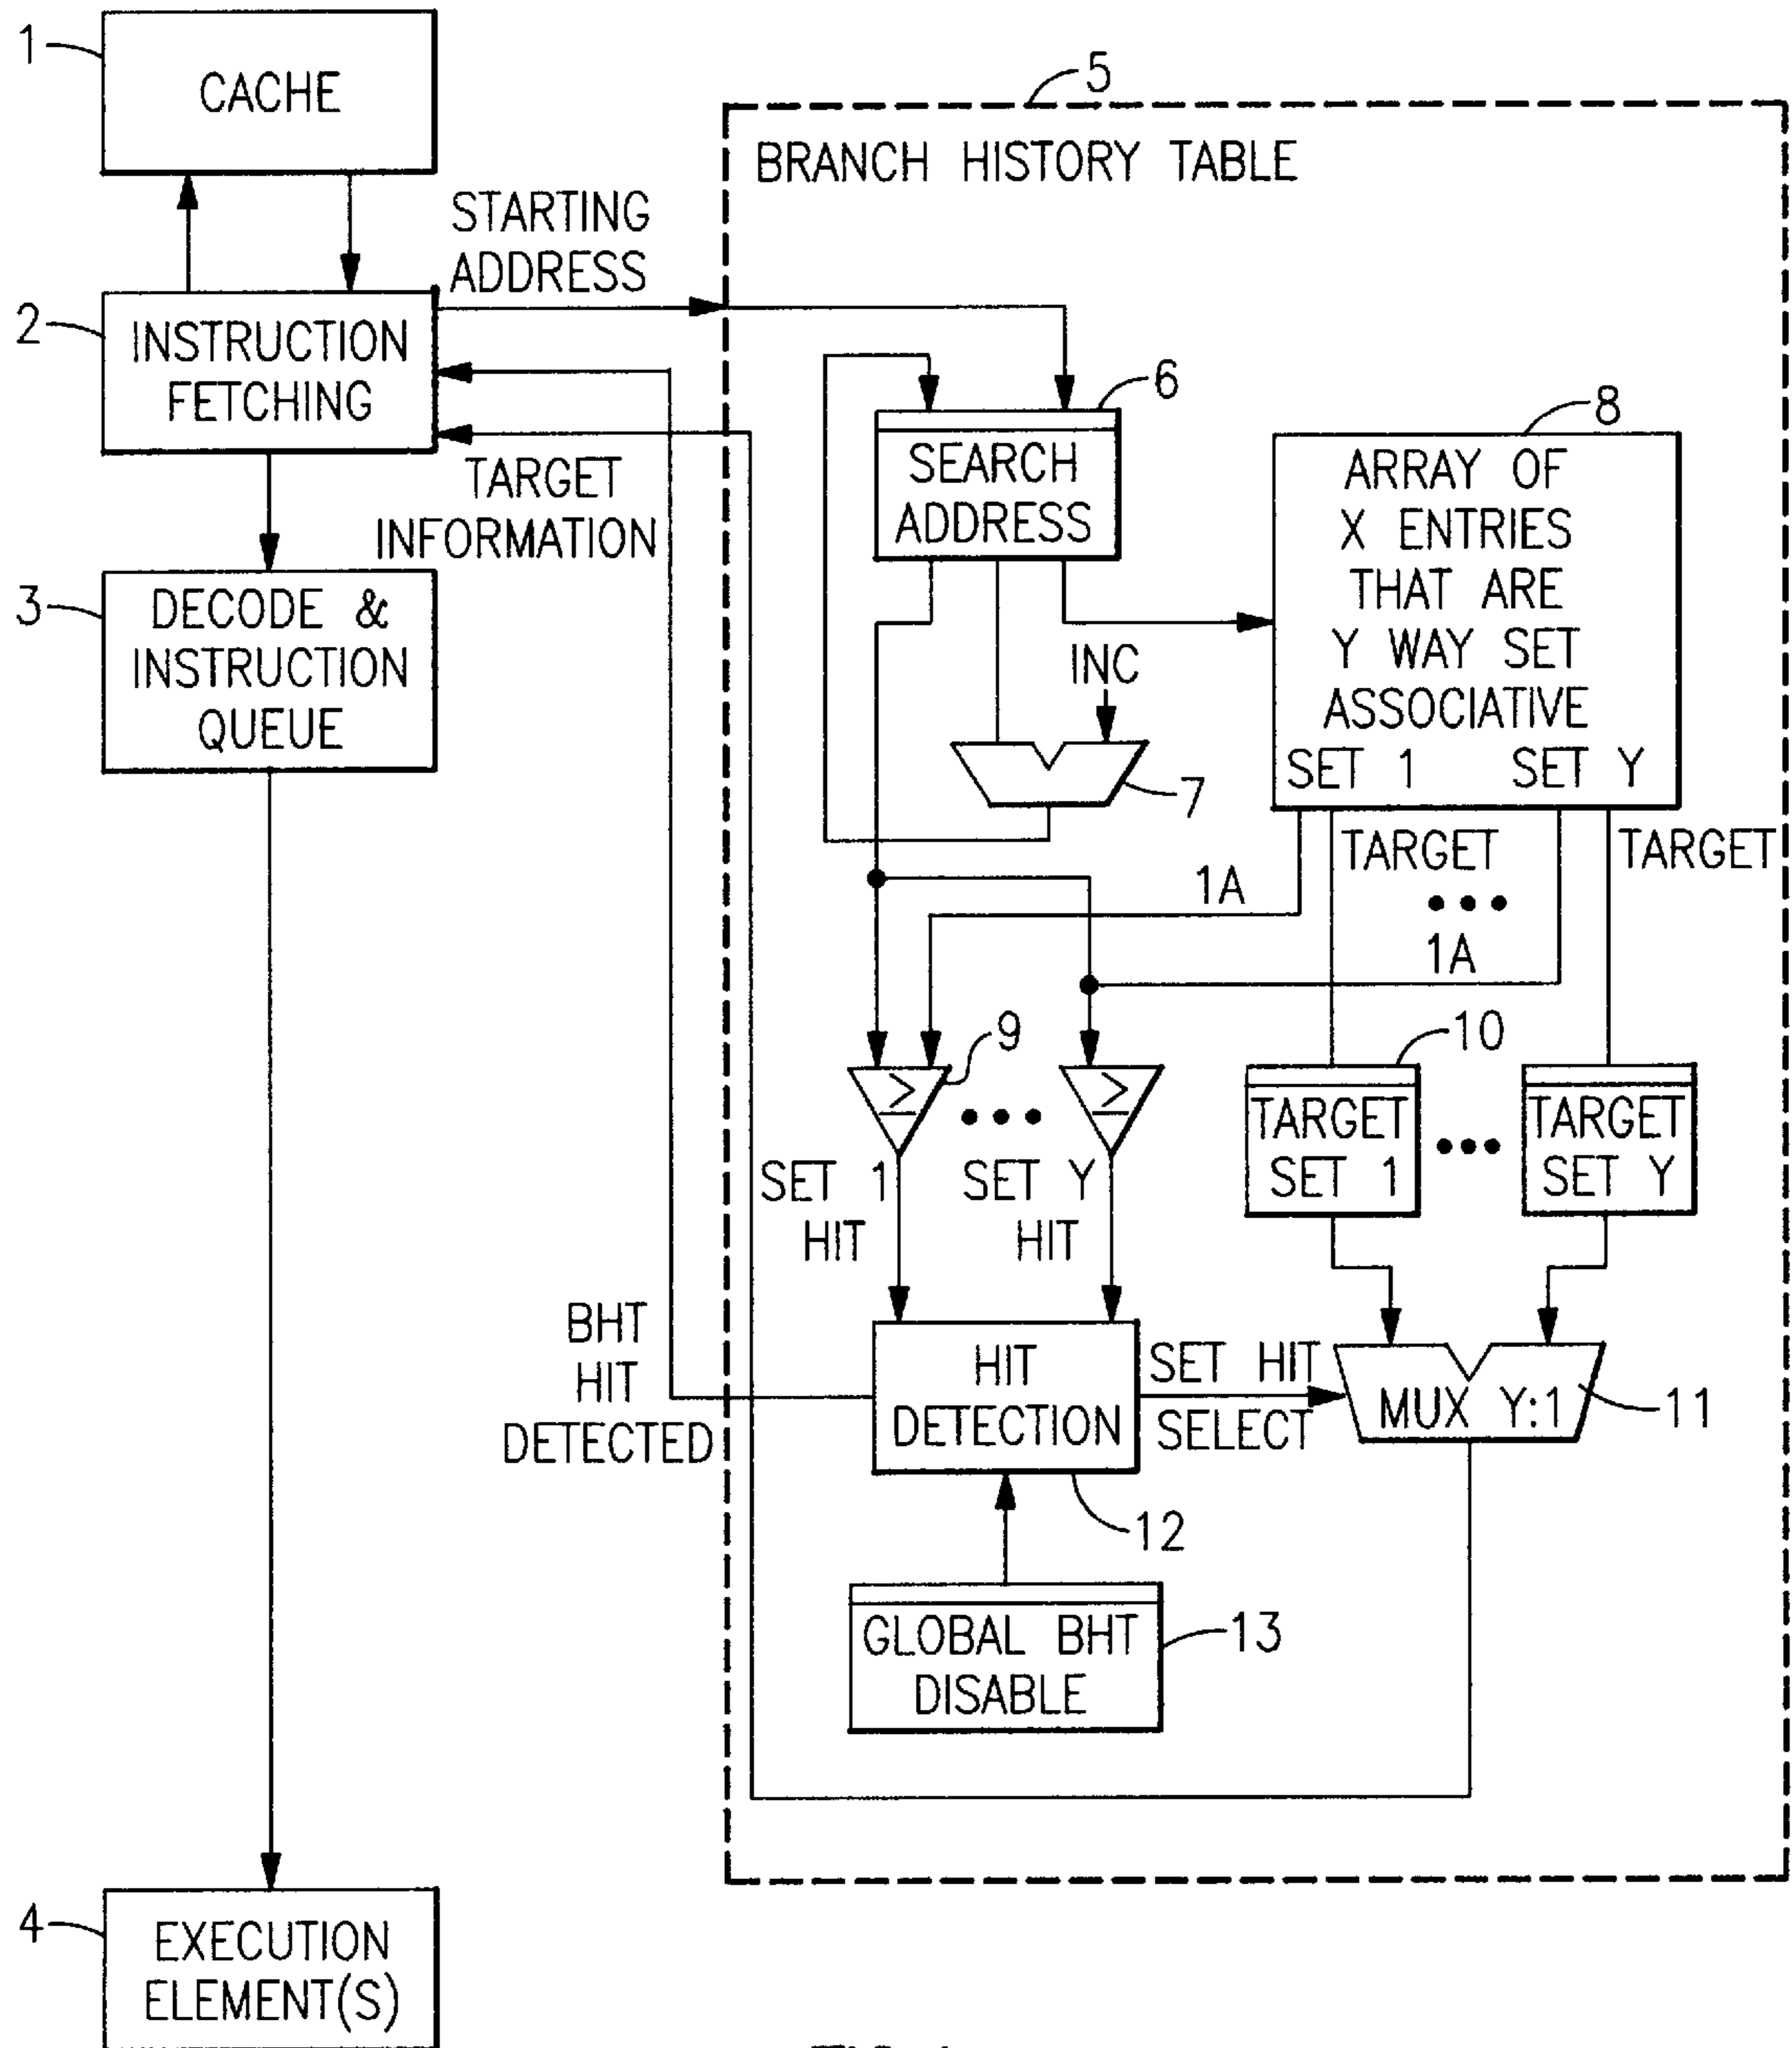 1
CACHE
5
BRANCH HISTORY TABLE
STARTING
ADDRESS
2
INSTRUCTION
FETCHING
6
SEARCH
ADDRESS
8
ARRAY OF
X ENTRIES
THAT ARE
Y WAY SET
ASSOCIATIVE
SET 1 SET Y
TARGET
INFORMATION
3
DECODE &
INSTRUCTION
QUEUE
INC
7
TARGET
TARGET
1A
•••
1A
9
10
≥
•••
≥
TARGET
SET 1
•••
TARGET
SET Y
SET 1
HIT
SET Y
HIT
BHT
HIT
DETECTED
HIT
DETECTION
SET HIT
SELECT
MUX Y:1
11
12
GLOBAL BHT
DISABLE
13
4
EXECUTION
ELEMENT(S)